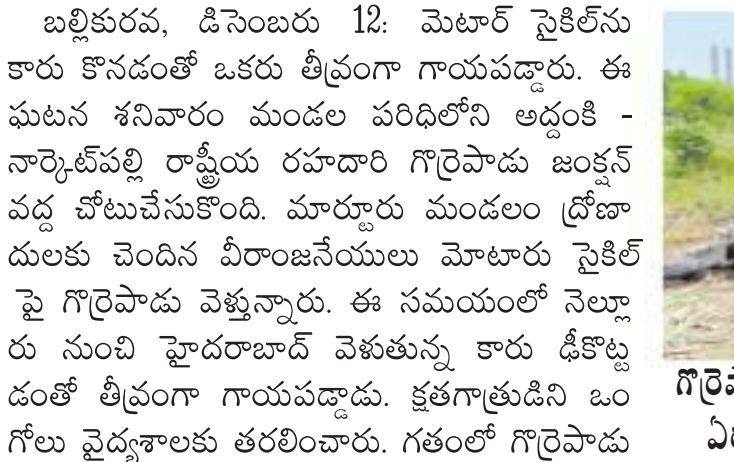 బల్లికురవ, డిసెంబరు 12: మెటార్ సైకిల్‌ను
కారు కొనడంతో ఒకరు తీవ్రంగా గాయపడ్డారు. ఈ
ఘటన శనివారం మండల పరిధిలోని అద్దంకి -
నార్కెట్‌పల్లి రాష్ట్రీయ రహదారి గొర్రెపాడు జంక్షన్
వద్ద చోటుచేసుకొంది. మార్టూరు మండలం ద్రోణా
దులకు చెందిన వీరాంజనేయులు మోటారు సైకిల్
పై గొర్రెపాడు వెళ్తున్నారు. ఈ సమయంలో నెల్లూ
రు నుంచి హైదరాబాద్ వెళుతున్న కారు ఢీకొట్ట
డంతో తీవ్రంగా గాయపడ్డాడు. క్షతగాత్రుడిని ఒం
గోలు వైద్యశాలకు తరలించారు. గతంలో గొర్రెపాడు